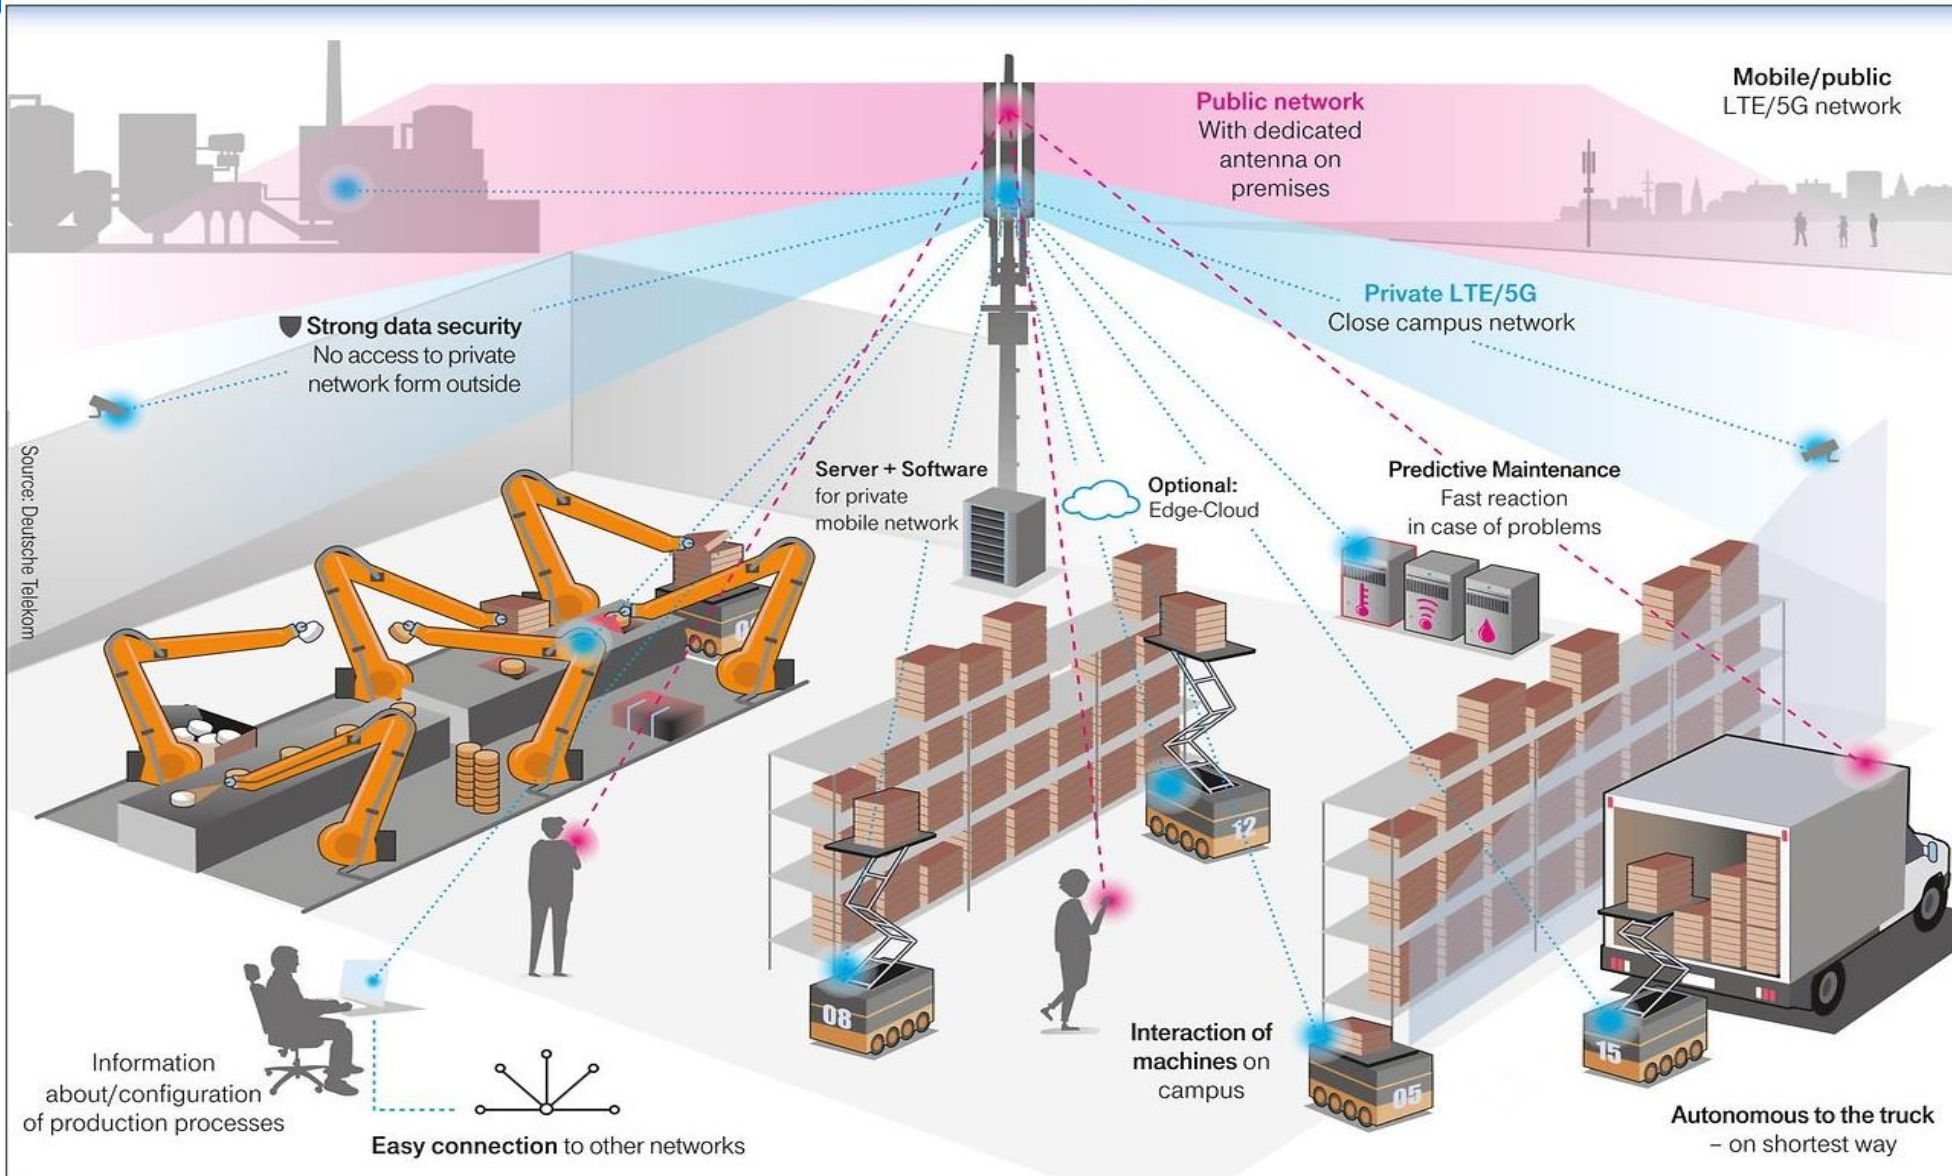 Mobile/public
LTE/5G network
Public network
With dedicated
antenna on
premises
Private LTE/5G
Close campus network
Strong data security
No access to private
network form outside
Source: Deutsche Telekom
Server + Software
for private
mobile network
Optional:
Edge-Cloud
Predictive Maintenance
Fast reaction
in case of problems
12
08
05
15
Interaction of
machines on
campus
Information
about/configuration
of production processes
Easy connection to other networks
Autonomous to the truck
– on shortest way